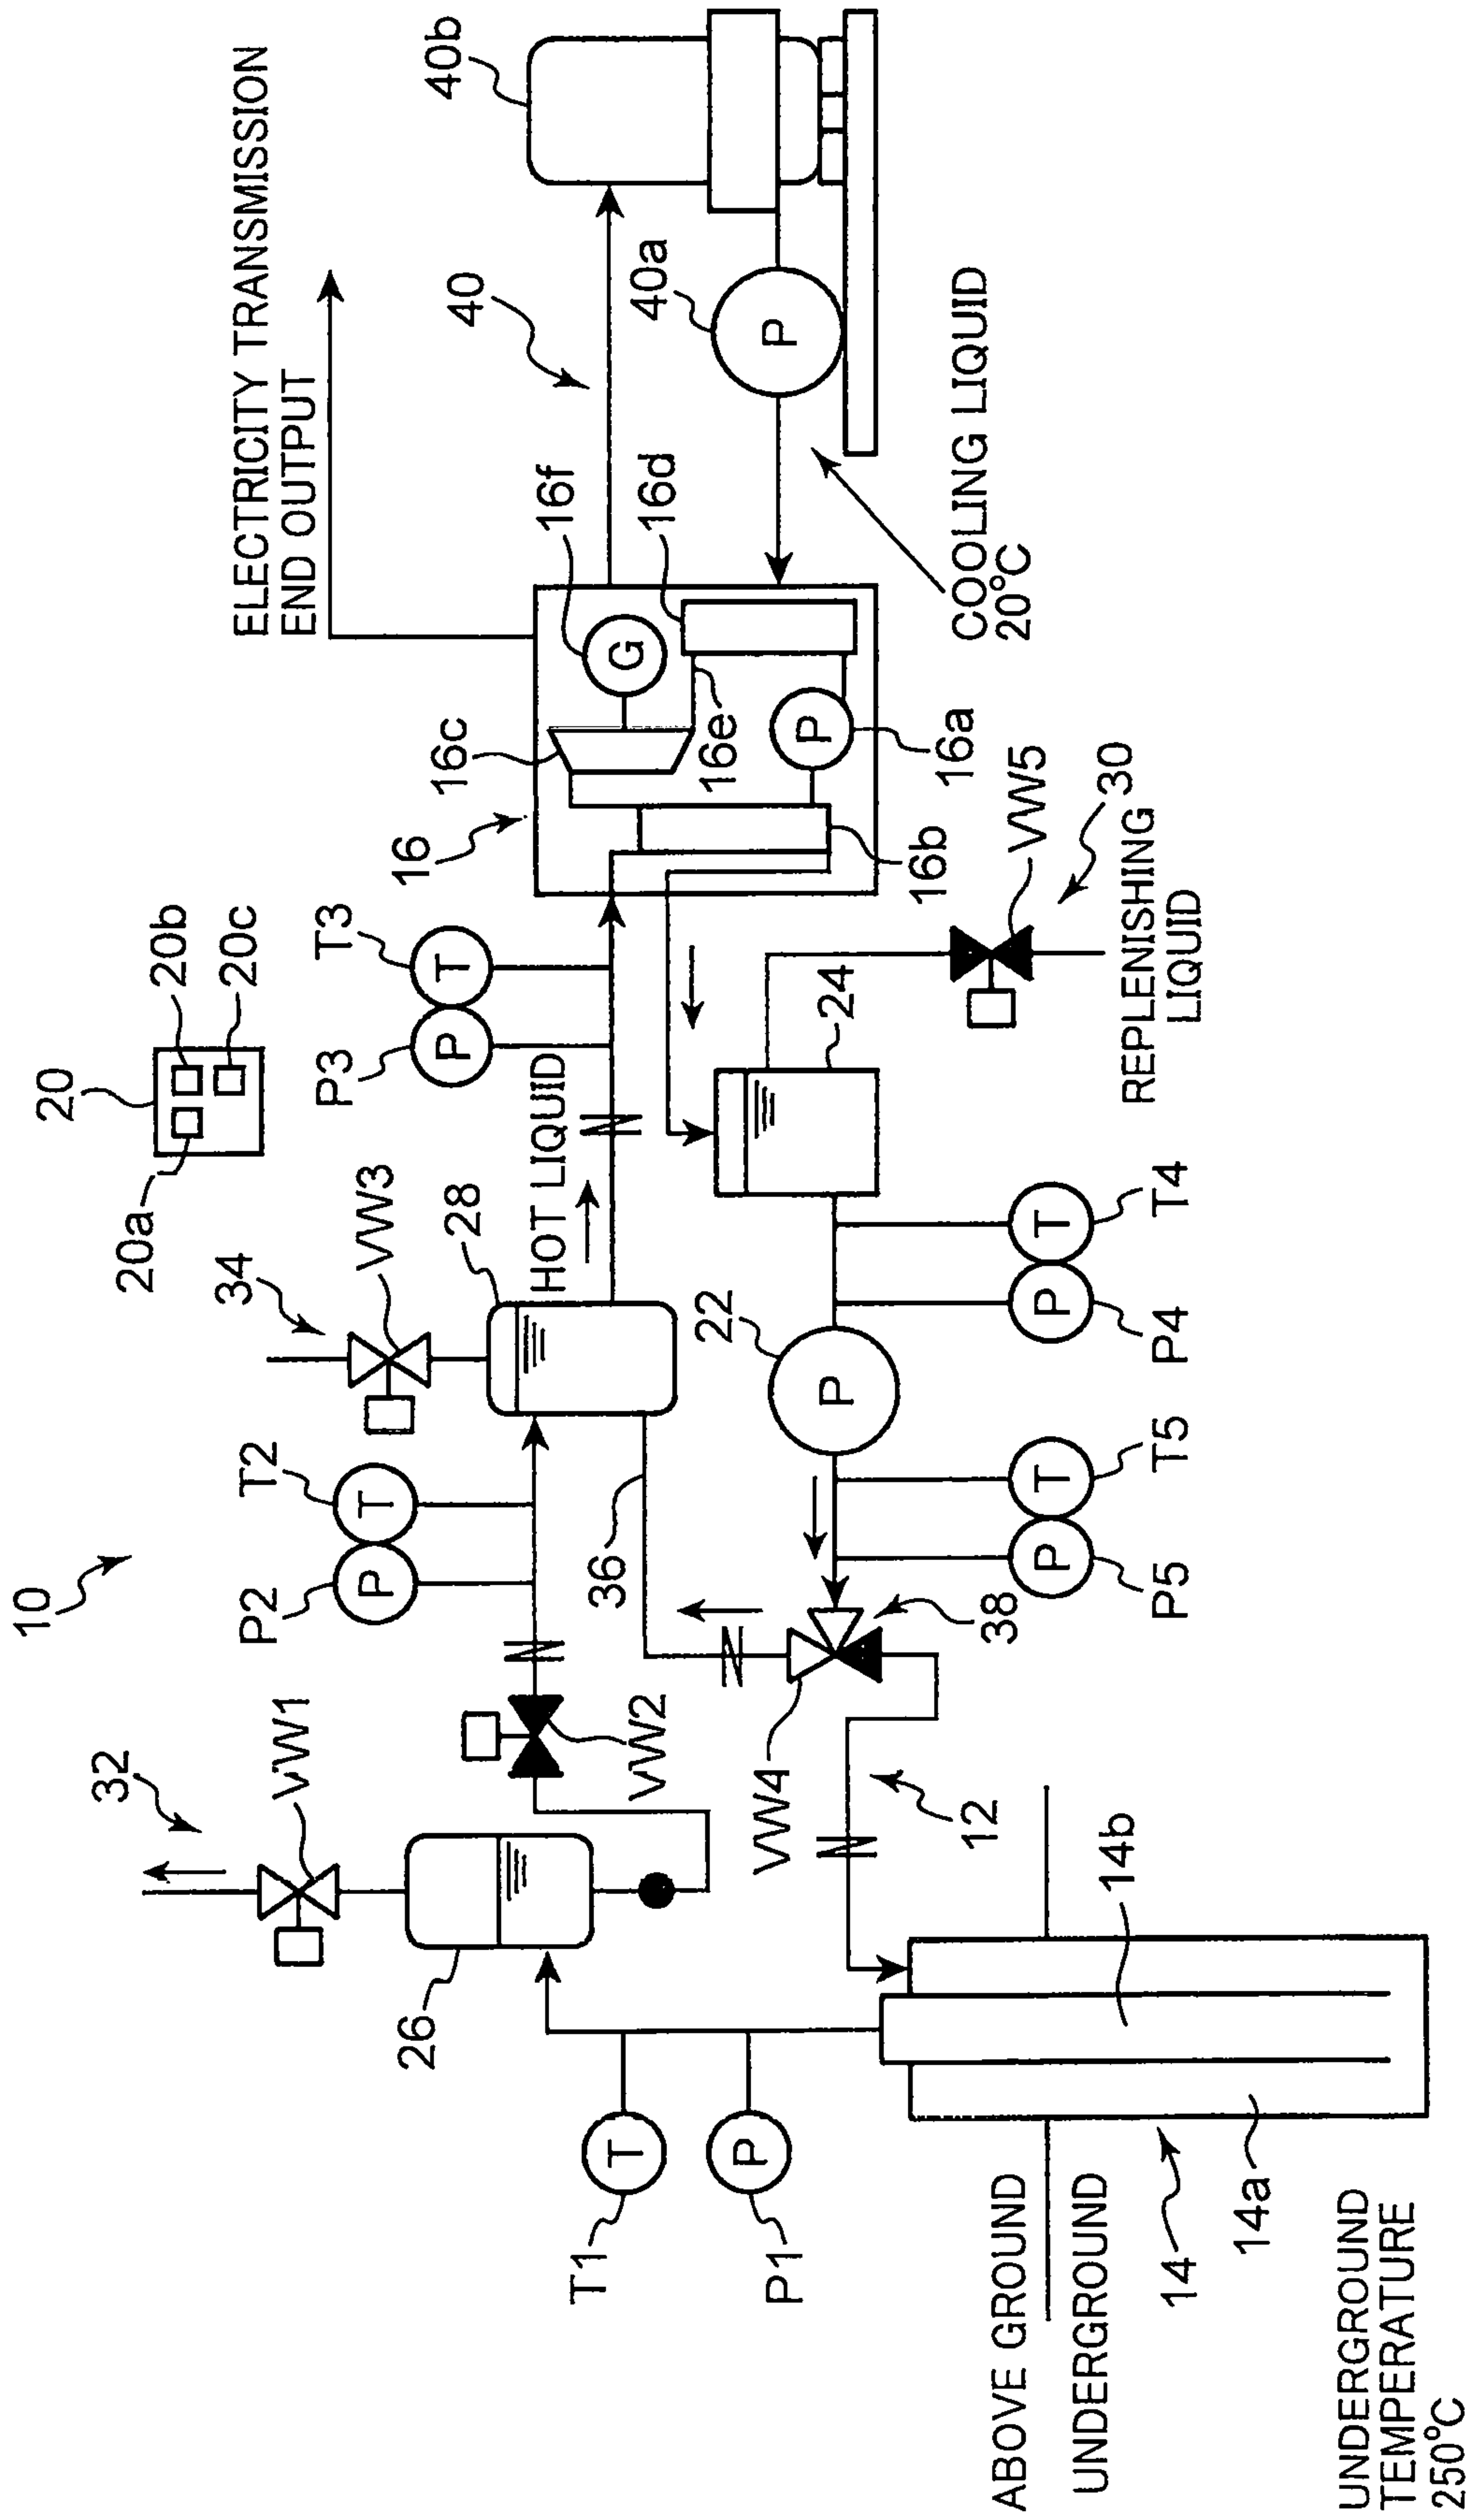 10
20
20a
20b
20c
ELECTRICITY TRANSMISSION
END OUTPUT
32
VW1
P2
T2
34
VW3
P3
T3
16
16c
16f
40
40b
28
HOT LIQUID
16d
40a
26
VW2
36
22
24
16b
16e
16a
T1
T
P
T
P
T
P
G
P
P
P1
P
VW4
12
38
P
T
P
T
P
P5
T5
P4
T4
VW5
30
REPLENISHING
LIQUID
COOLING LIQUID
20°C
ABOVE GROUND
UNDERGROUND
14
14a
14b
UNDERGROUND
TEMPERATURE
250°C